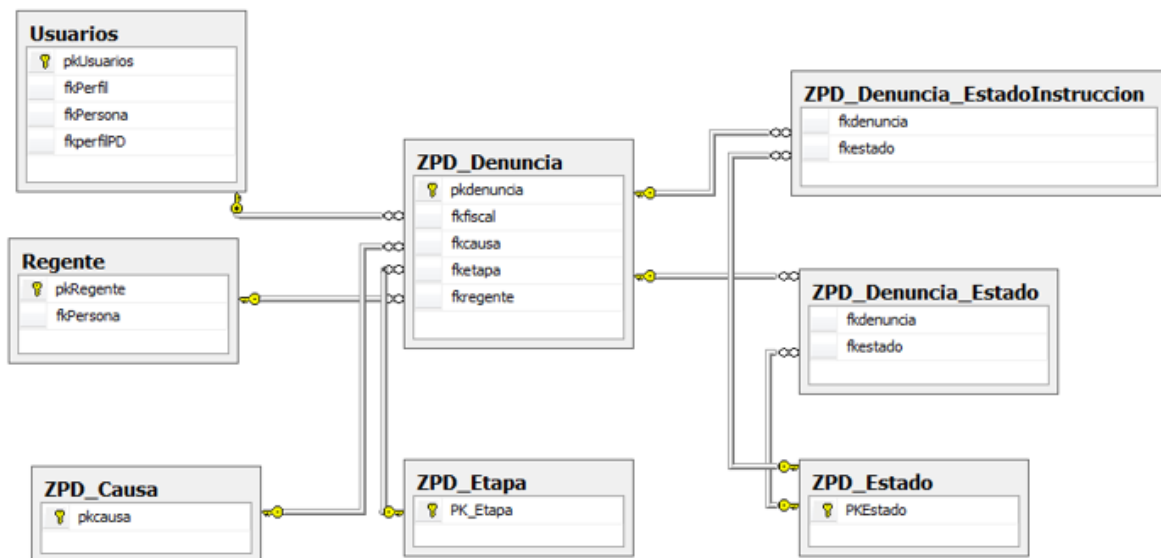 Usuarios
pkUsuarios
fkPerfil
fkPersona
fkperfilPD
Regente
pkRegente
fkPersona
ZPD_Causa
pkcausa
ZPD_Denuncia
pkdenuncia
fkfiscal
fkcausa
fketapa
fkregente
ZPD_Etapa
PK_Etapa
ZPD_Denuncia_EstadoInstruccion
fkdenuncia
fkestado
ZPD_Denuncia_Estado
fkdenuncia
fkestado
ZPD_Estado
PKEstado